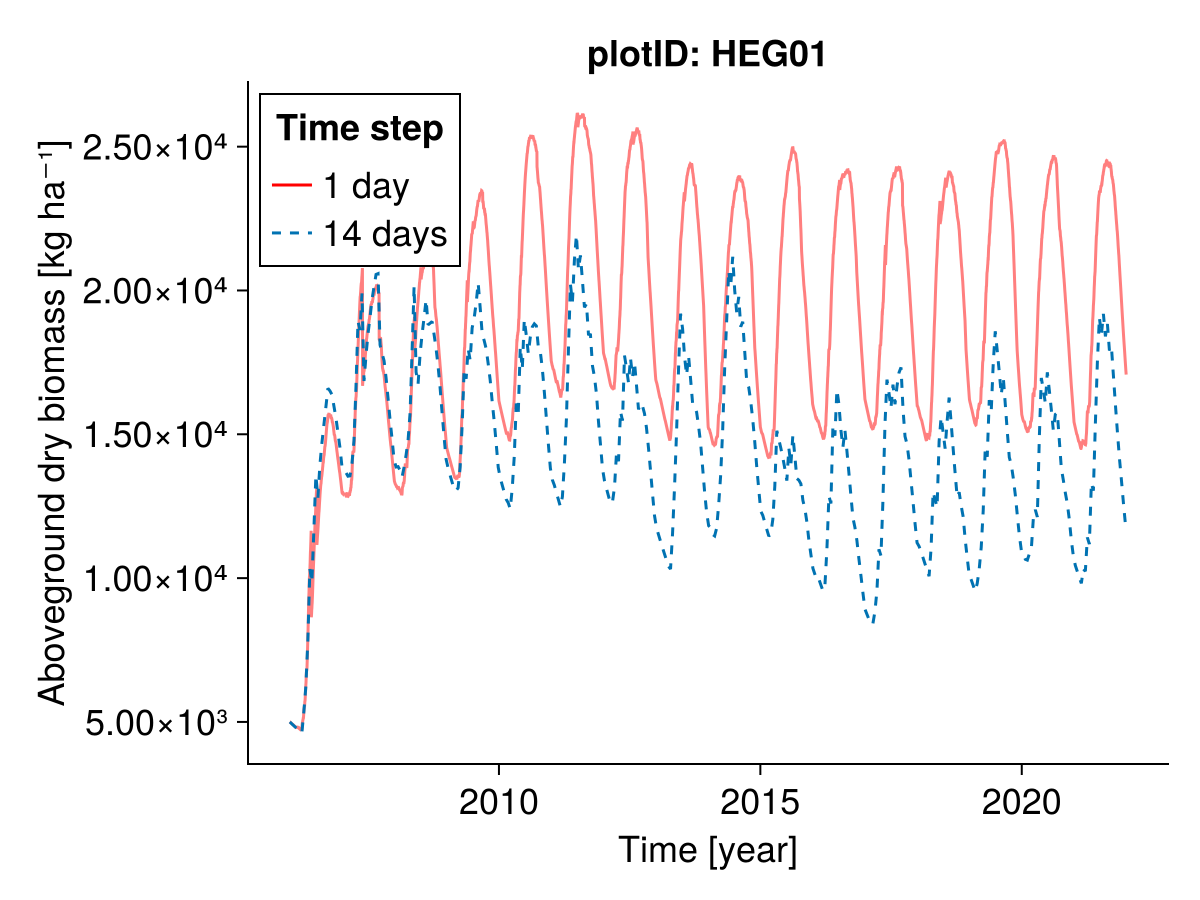 plotID: HEG01
Time step
1 day
14 days
Aboveground dry biomass [kg ha⁻¹]
2.50×10⁴
2.00×10⁴
1.50×10⁴
1.00×10⁴
5.00×10³
2010 2015 2020
Time [year]